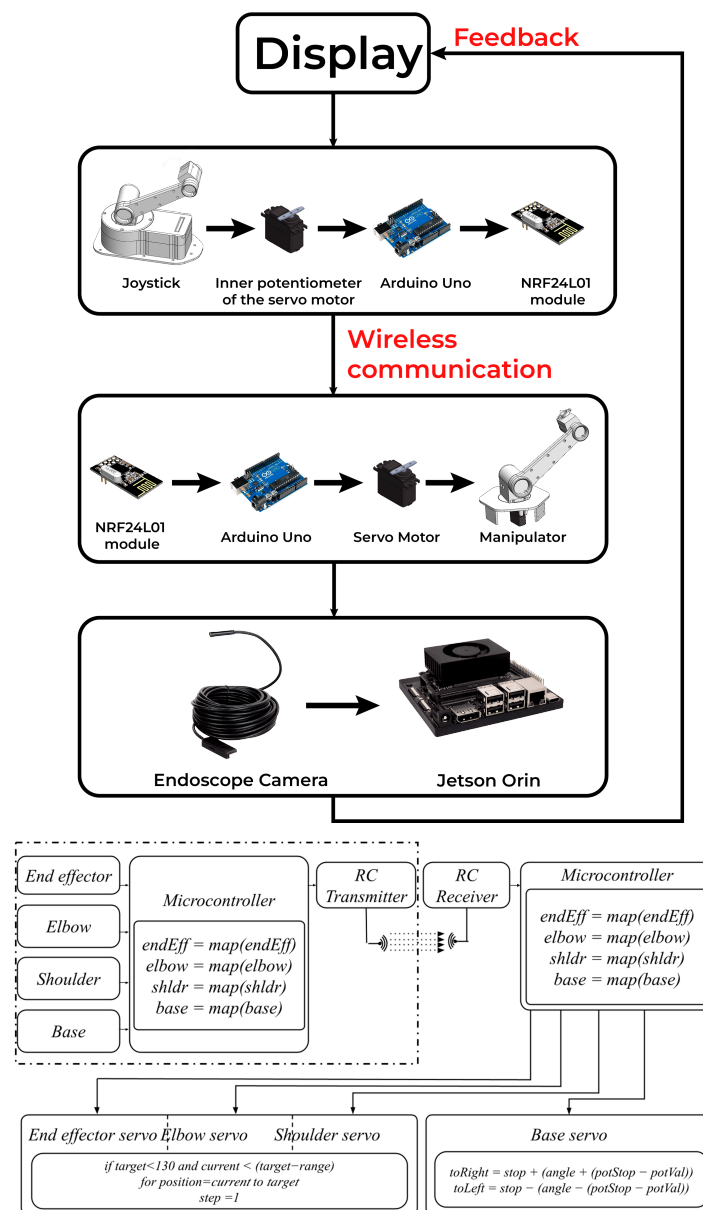 Display
Feedback
Joystick
Inner potentiometer
of the servo motor
Arduino Uno
NRF24L01
module
Wireless
communication
NRF24L01
module
Arduino Uno
Servo Motor
Manipulator
Endoscope Camera
Jetson Orin
End effector
Elbow
Shoulder
Base
Microcontroller
endEff = map(endEff)
elbow = map(elbow)
shldr = map(shldr)
base = map(base)
RC
Transmitter
RC
Receiver
Microcontroller
endEff = map(endEff)
elbow = map(elbow)
shldr = map(shldr)
base = map(base)
End effector servo
Elbow servo
Shoulder servo
if target<130 and current < (target−range)
for position=current to target
step =1
Base servo
toRight = stop + (angle + (potStop − potVal))
toLeft = stop − (angle − (potStop − potVal))